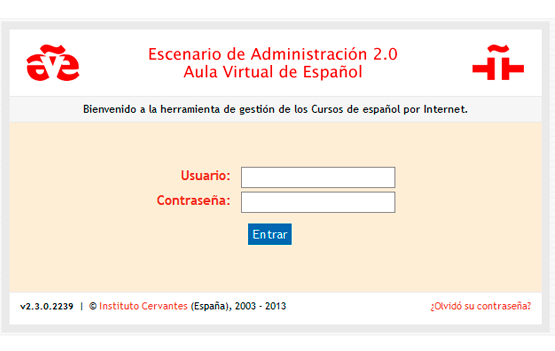 ave
Escenario de Administración 2.0
Aula Virtual de Español
Bienvenido a la herramienta de gestión de los Cursos de español por Internet.
Usuario:
Contraseña:
Entrar
v2.3.0.2239 | © Instituto Cervantes (España), 2003 - 2013
¿Olvidó su contraseña?